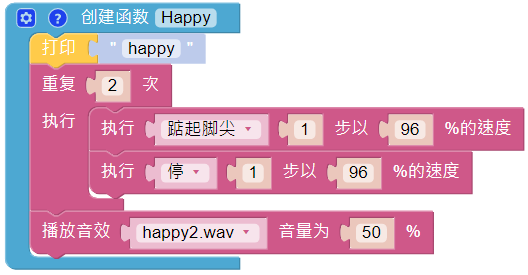 ? 创建函数 Happy
打印 " happy "
重复 2 次
执行 执行 踮起脚尖 1 步以 96 %的速度
执行 停 1 步以 96 %的速度
播放音效 happy2.wav 音量为 50 %